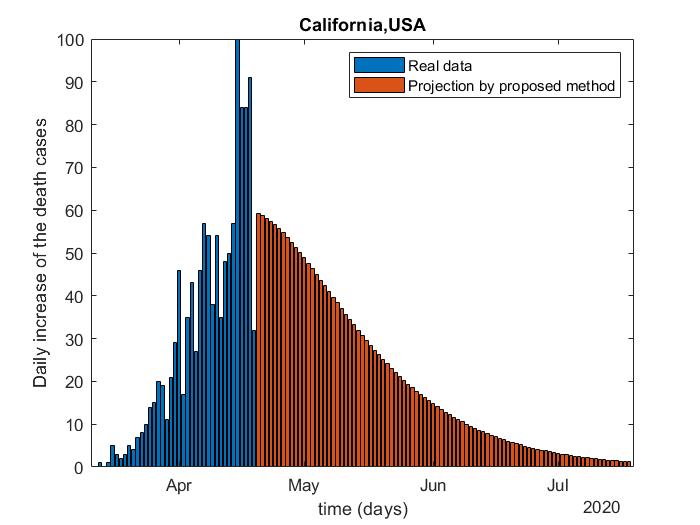 California,USA
Real data
Projection by proposed method
Daily increase of the death cases
100
90
80
70
60
50
40
30
20
10
0
Apr May Jun Jul
time (days)
2020